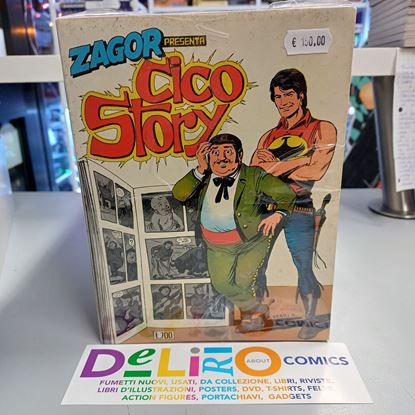 ZAGOR PRESENTA
€ 150,00
Cico
Story
L.700
DeLiRIO ABOUT COMICS
FUMETTI NUOVI, USATI, DA COLLEZIONE, LIBRI, RIVISTE,
LIBRI D'ILLUSTRAZIONI, POSTERS, DVD, T-SHIRTS, FELPE,
ACTION FIGURES, PORTACHIAVI, GADGETS